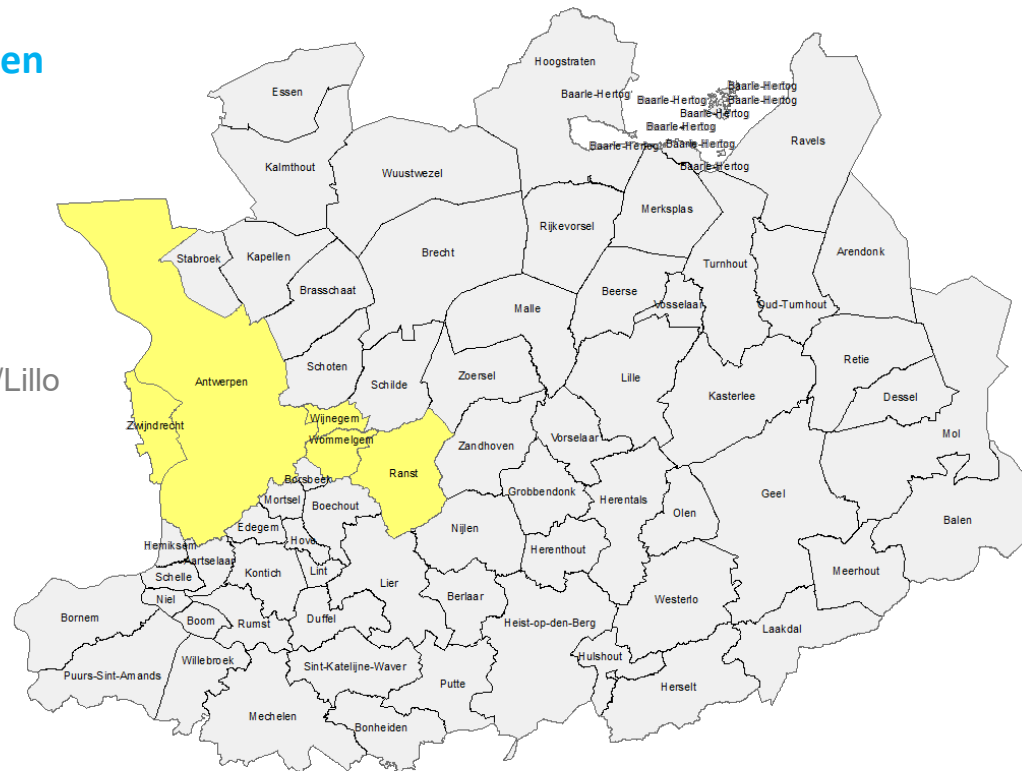 en
/Lillo
Hoogstraten
Essen
Baarle-Hertog
Baarle-Hertog
Baarle-Hertog
Baarle-Hertog
Baarle-Hertog
Baarle-Hertog
Baarle-Hertog
Baarle-Hertog
Baarle-Hertog
Ravels
Kalmthout
Wuustwezel
Merksplas
Rijkevorsel
Stabroek
Kapellen
Brecht
Arendonk
Turnhout
Brasschaat
Beerse
Vosselaar
Oud-Turnhout
Malle
Retie
Schoten
Antwerpen
Schilde
Zoersel
Lille
Kasterlee
Dessel
Zwijndrecht
Wijnegem
Wommelgem
Vorselaar
Mol
Zandhoven
Ranst
Borsbeek
Grobbendonk
Herentals
Geel
Mortsel
Boechout
Olen
Balen
Edegem
Nijlen
Hove
Hemiksem
Herenthout
Aartselaar
Schelle
Kontich
Lint
Lier
Meerhout
Niel
Berlaar
Westerlo
Bornem
Boom
Rumst
Duffel
Heist-op-den-Berg
Laakdal
Willebroek
Sint-Katelijne-Waver
Hulshout
Puurs-Sint-Amands
Putte
Herselt
Mechelen
Bonheiden